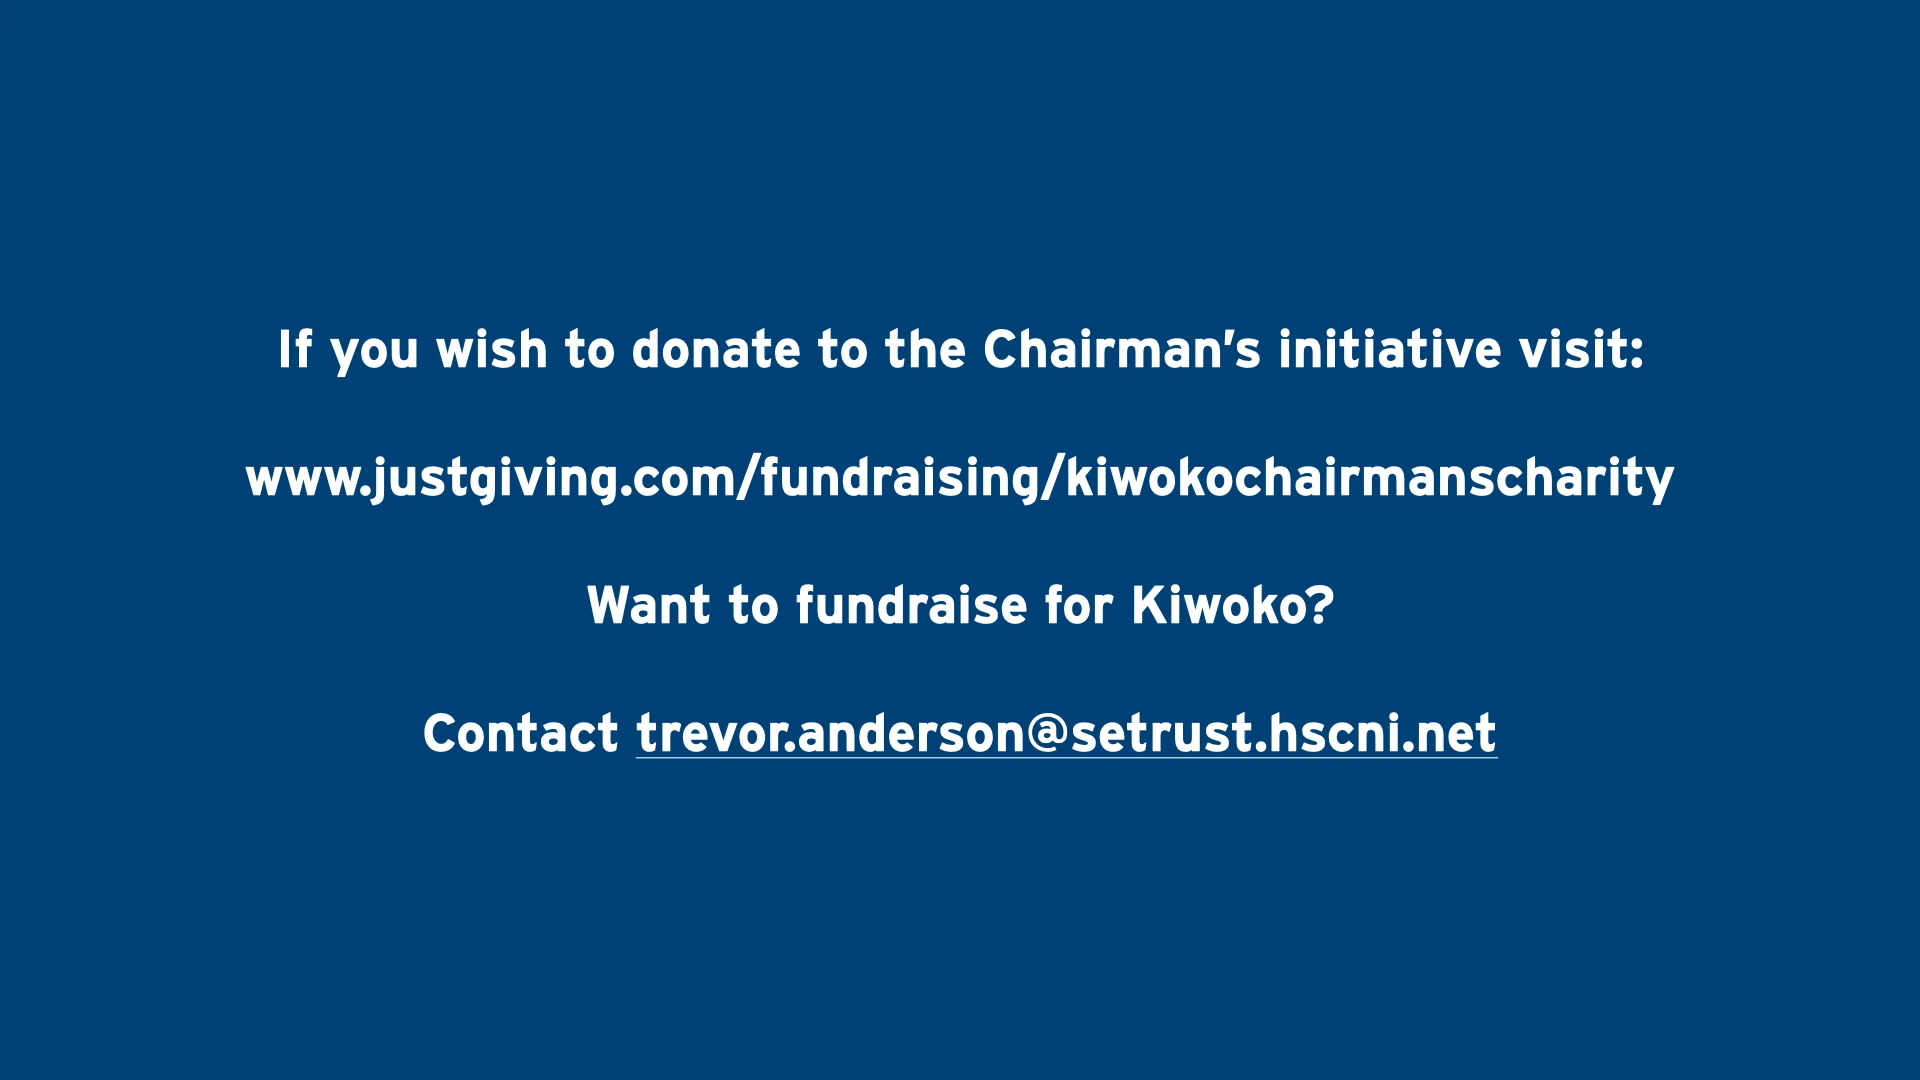 If you wish to donate to the Chairman's initiative visit:
www.justgiving.com/fundraising/kiwokochairmanscharity
Want to fundraise for Kiwoko?
Contact trevor.anderson@setrust.hscni.net